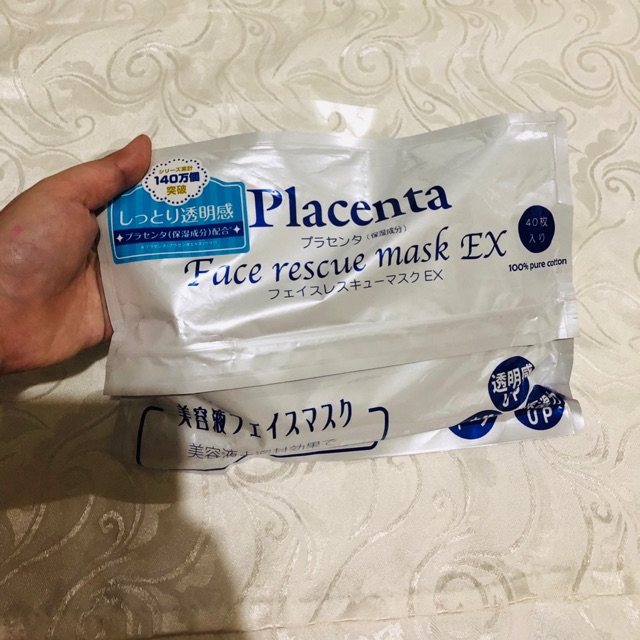 シリーズ累計
140万個
突破
しっとり透明感
プラセンタ(保湿成分)配合
Placenta
プラセンタ(保湿成分)
Face rescue mask EX
フェイスレスキューマスクEX
40枚
入り
100% pure cotton
美容液フェイスマスク
透明感
UP